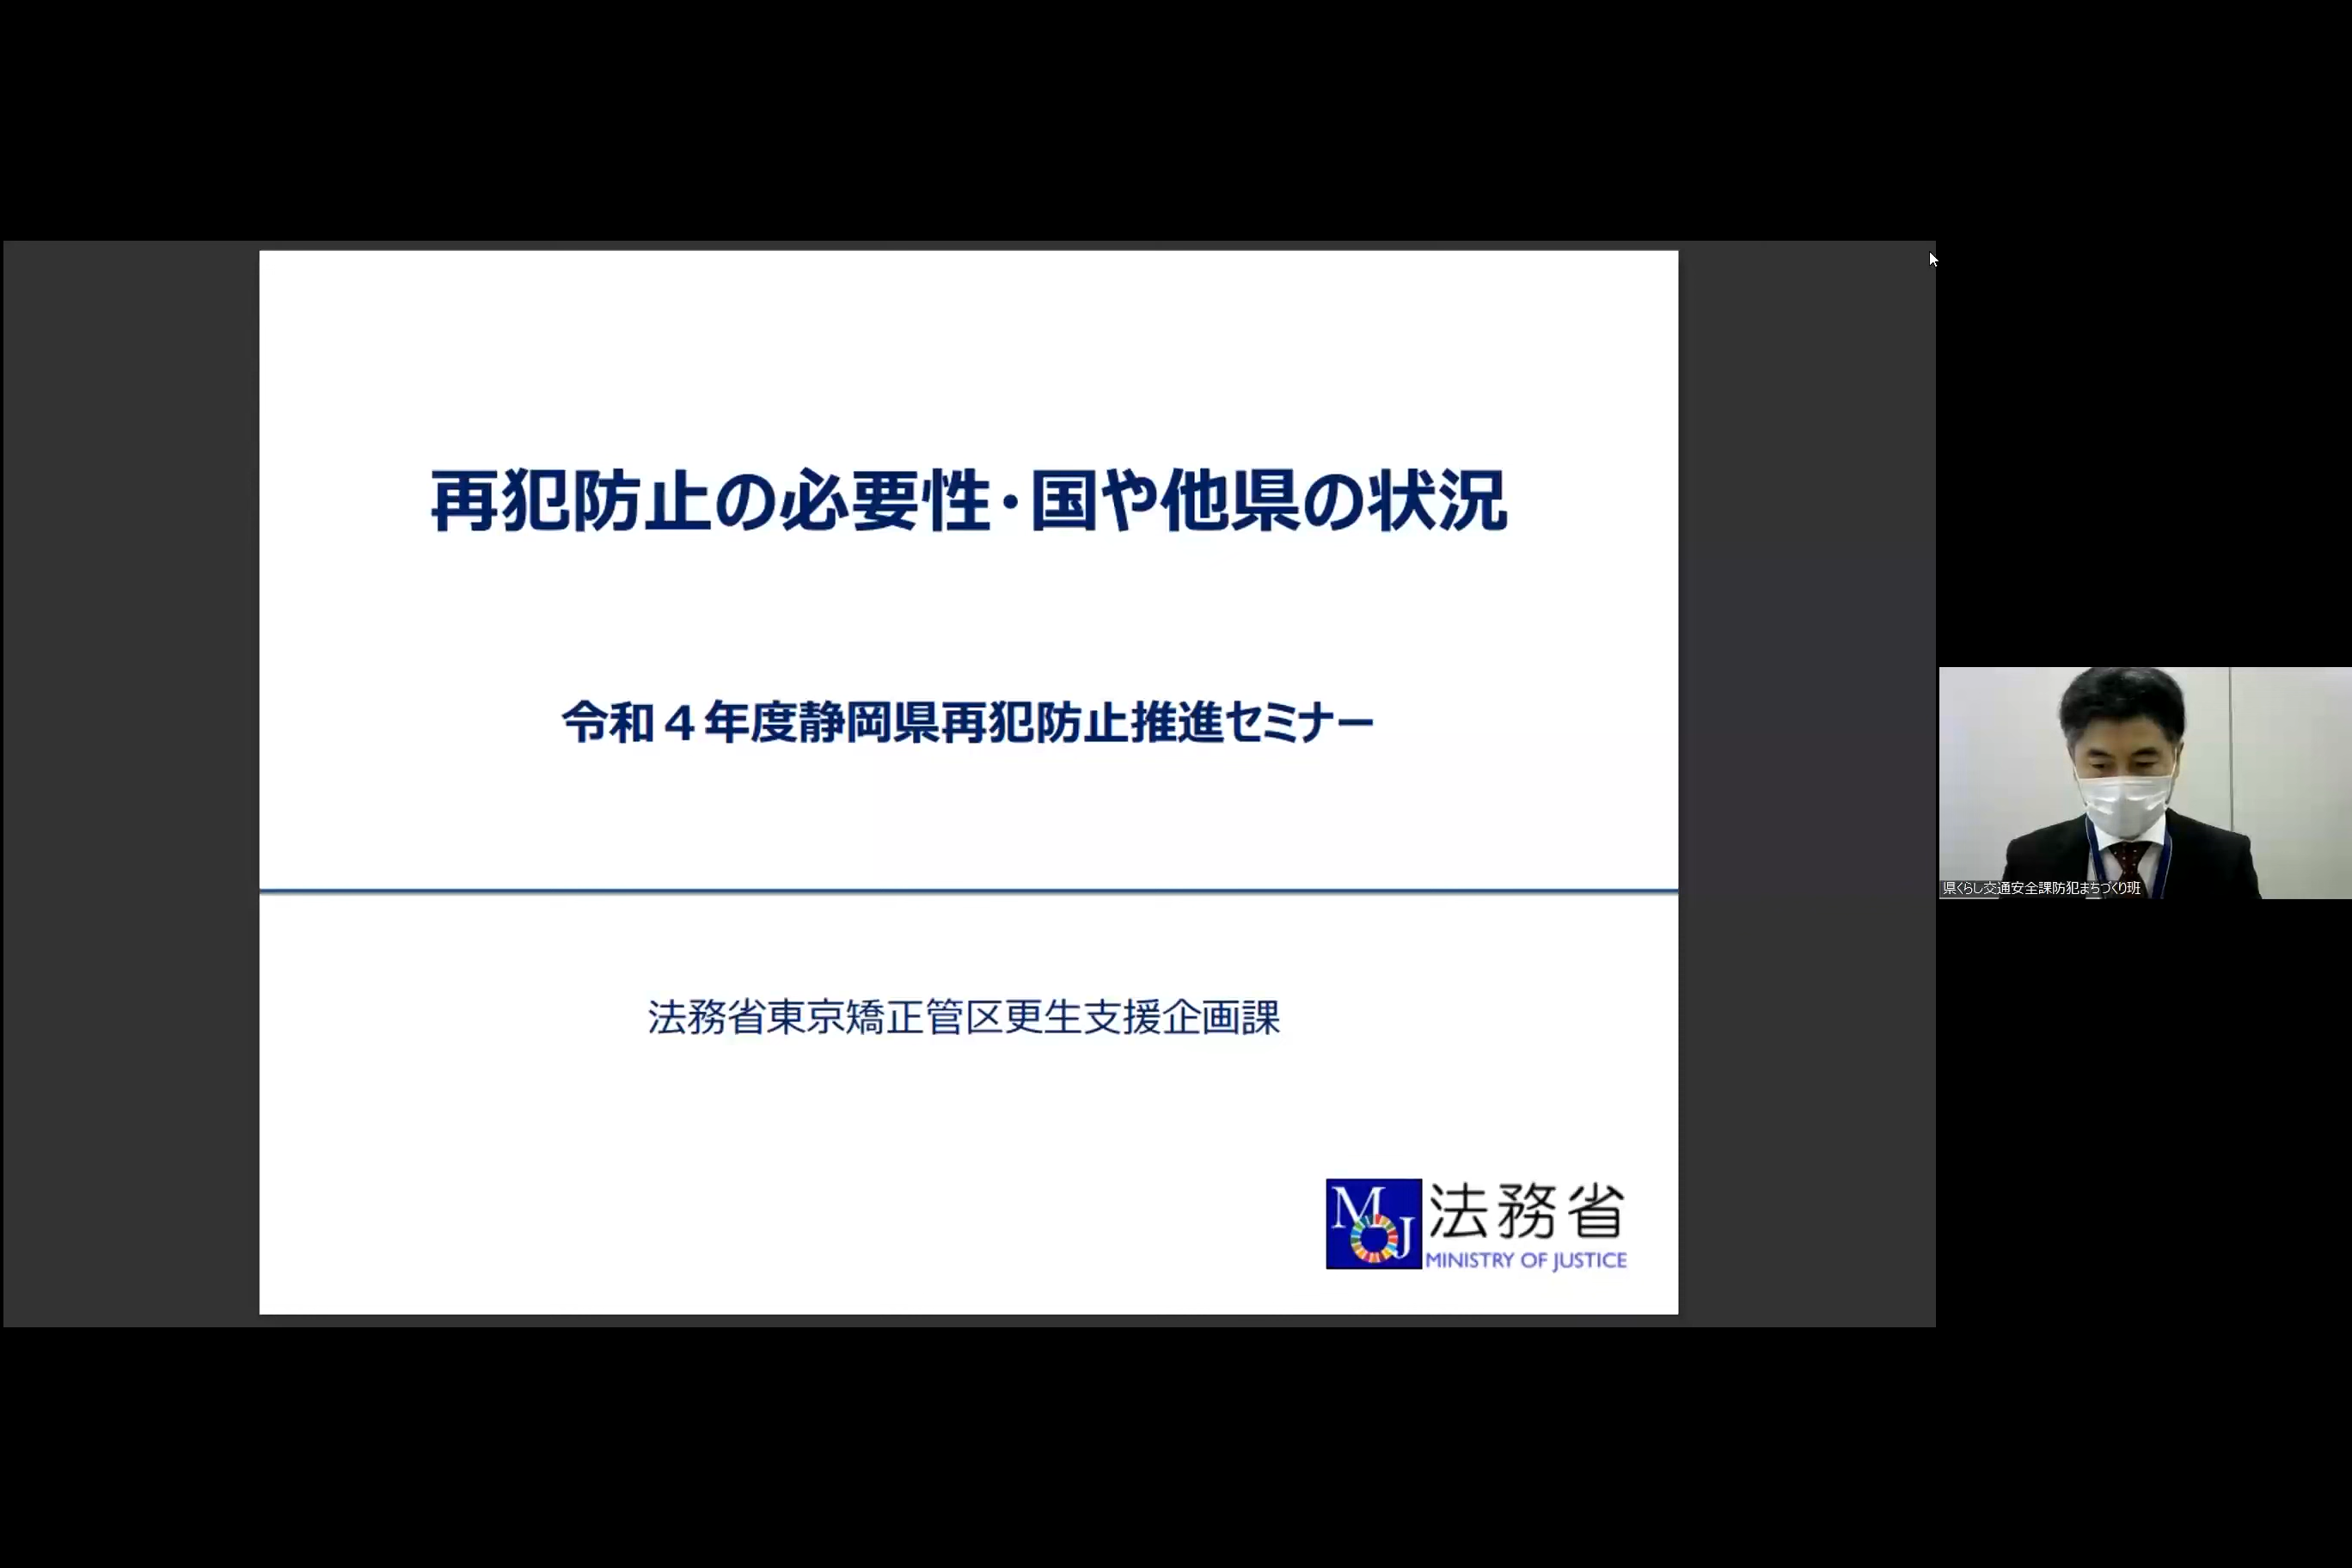 再犯防止の必要性・国や他県の状況
令和４年度静岡県再犯防止推進セミナー
法務省東京矯正管区更生支援企画課
MOJ 法務省
MINISTRY OF JUSTICE
県くらし交通安全課防犯まちづくり班